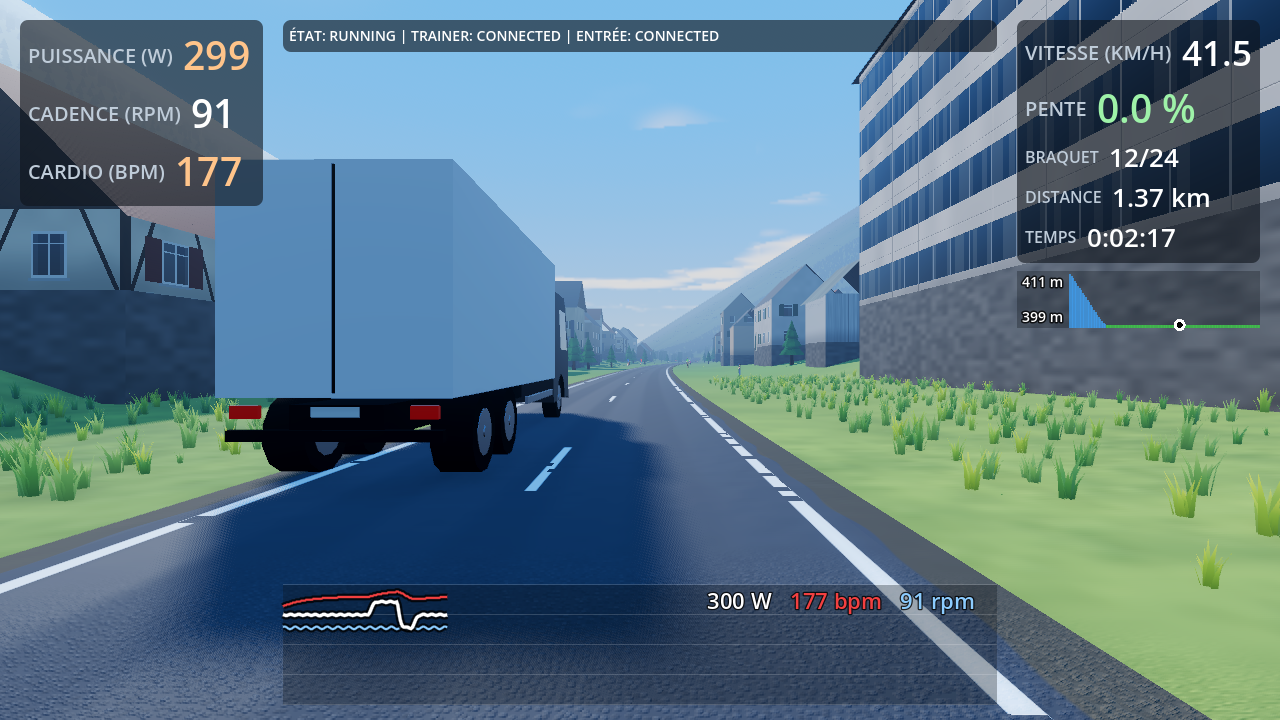 PUISSANCE (W) 299
CADENCE (RPM) 91
CARDIO (BPM) 177
ÉTAT: RUNNING | TRAINER: CONNECTED | ENTRÉE: CONNECTED
VITESSE (KM/H) 41.5
PENTE 0.0 %
BRAQUET 12/24
DISTANCE 1.37 km
TEMPS 0:02:17
411 m
399 m
300 W 177 bpm 91 rpm